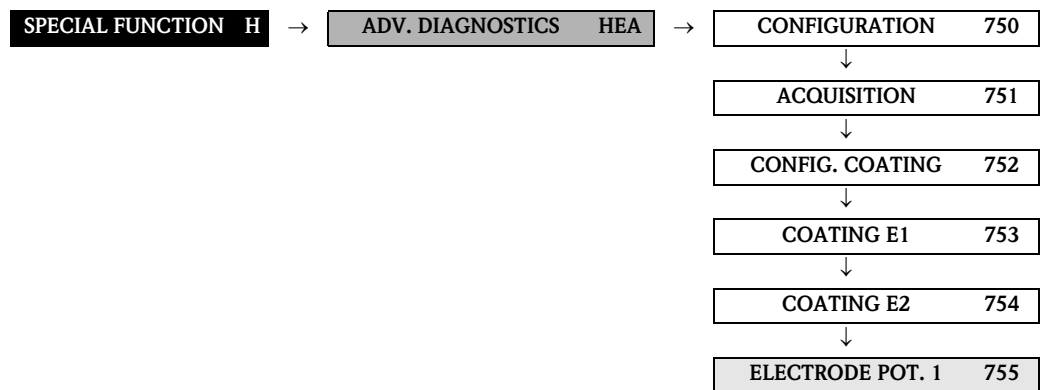 SPECIAL FUNCTION H → ADV. DIAGNOSTICS HEA → CONFIGURATION 750
↓
ACQUISITION 751
↓
CONFIG. COATING 752
↓
COATING E1 753
↓
COATING E2 754
↓
ELECTRODE POT. 1 755